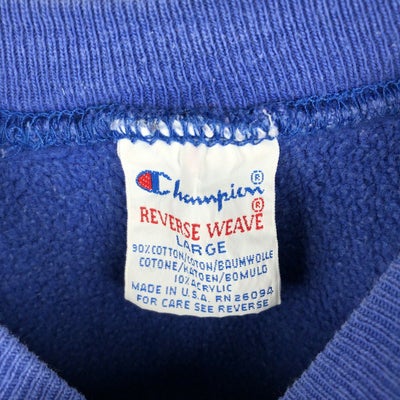 Champion®
REVERSE WEAVE®
LARGE
90% COTTON/COTON/BAUMWOLLE
COTONE/KATOEN/BOMULG
10% ACRYLIC
MADE IN U.S.A. RN 26094
FOR CARE SEE REVERSE